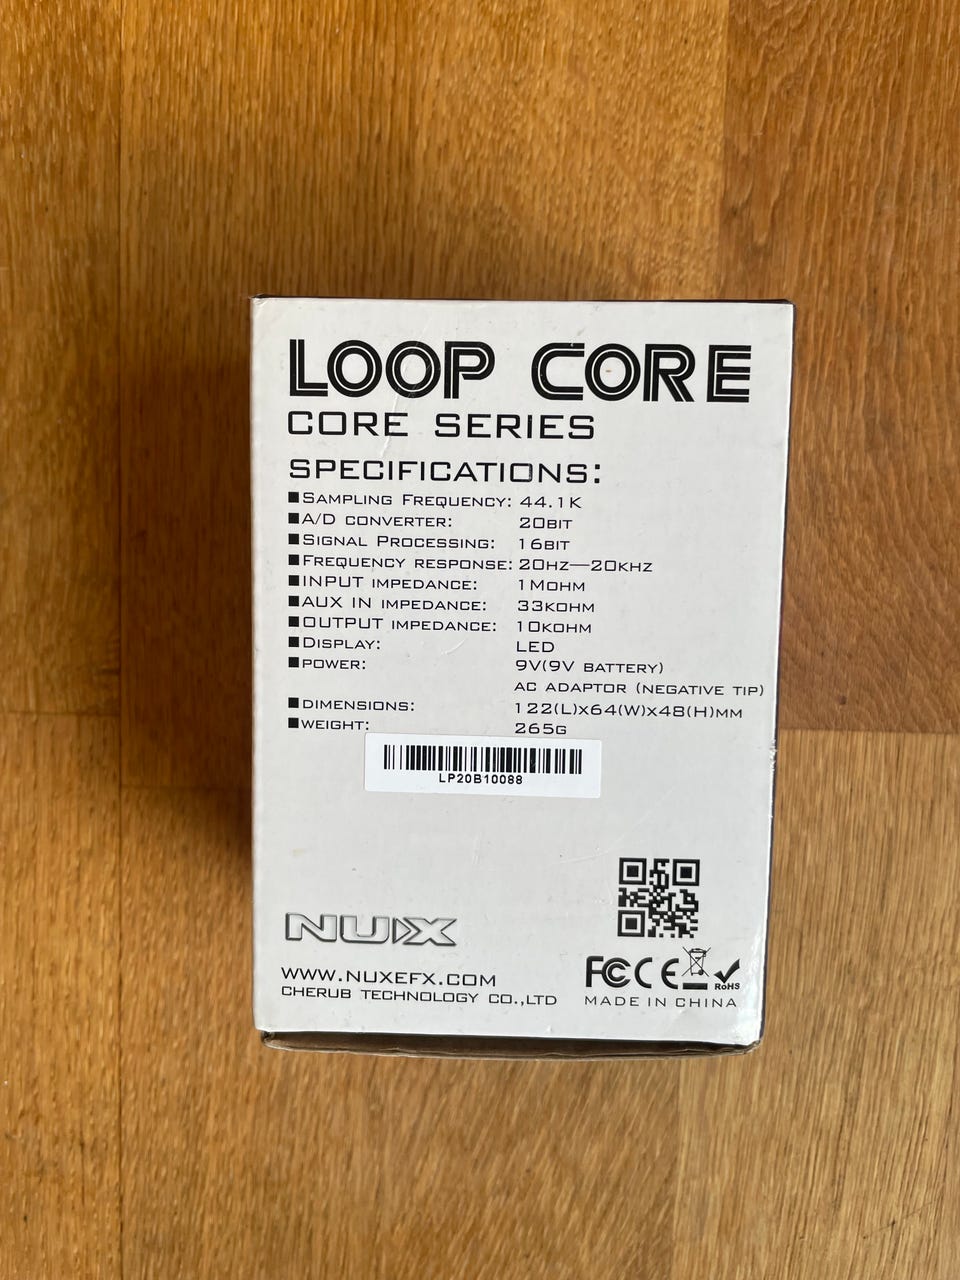 LOOP CORE
CORE SERIES
SPECIFICATIONS:
■SAMPLING FREQUENCY: 44.1K
■A/D CONVERTER: 20BIT
■SIGNAL PROCESSING: 16BIT
■FREQUENCY RESPONSE: 20HZ—20KHZ
■INPUT IMPEDANCE: 1MOHM
■AUX IN IMPEDANCE: 33KOHM
■OUTPUT IMPEDANCE: 10KOHM
■DISPLAY: LED
■POWER: 9V(9V BATTERY)
AC ADAPTOR (NEGATIVE TIP)
■DIMENSIONS: 122(L)X64(W)X48(H)MM
■WEIGHT: 265G
LP20B10088
NUX
WWW.NUXEFX.COM
CHERUB TECHNOLOGY CO.,LTD
FC CE RoHS
MADE IN CHINA